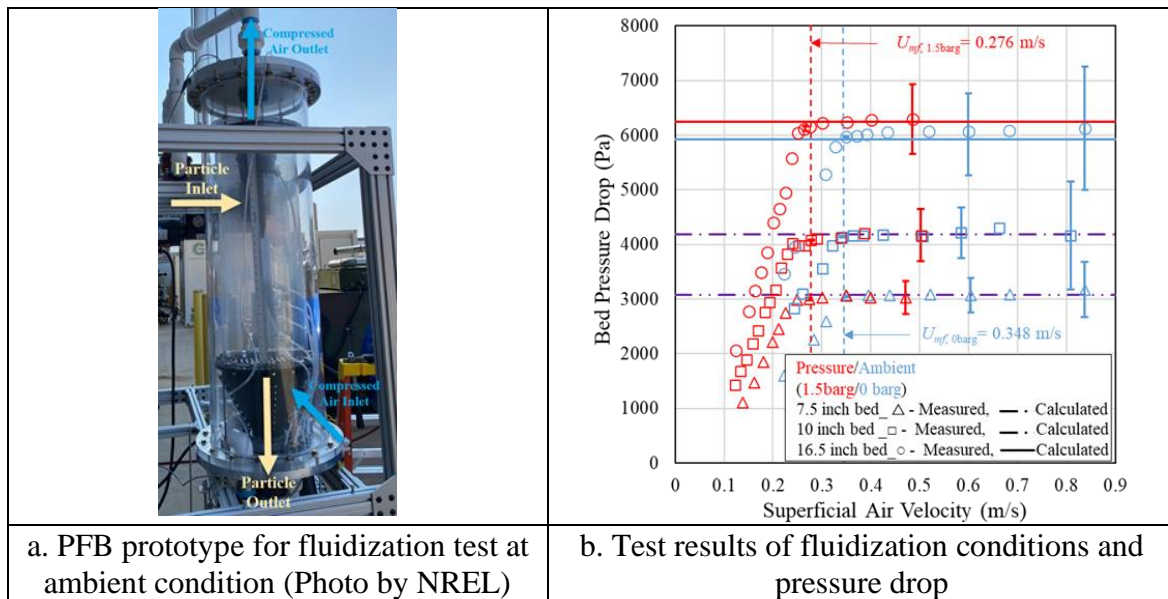 Compressed
Air Outlet
Particle
Inlet
Compressed
Air Inlet
Particle
Outlet
Bed Pressure Drop (Pa)
8000
7000
6000
5000
4000
3000
2000
1000
0
U_mf, 1.5barg= 0.276 m/s
U_mf, 0barg= 0.348 m/s
Pressure/Ambient
(1.5barg/0 barg)
7.5 inch bed_△ - Measured, — · Calculated
10 inch bed_□ - Measured, — · Calculated
16.5 inch bed_○ - Measured, — Calculated
0 0.1 0.2 0.3 0.4 0.5 0.6 0.7 0.8 0.9
Superficial Air Velocity (m/s)
a. PFB prototype for fluidization test at
ambient condition (Photo by NREL)
b. Test results of fluidization conditions and
pressure drop